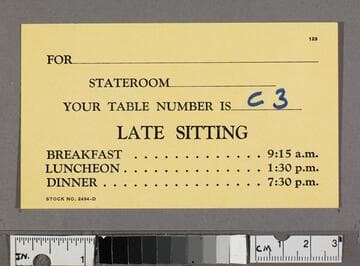 128
FOR
STATEROOM
YOUR TABLE NUMBER IS C 3
LATE SITTING
BREAKFAST . . . . . . . . . . . . . . 9:15 a.m.
LUNCHEON . . . . . . . . . . . . . . 1:30 p.m.
DINNER . . . . . . . . . . . . . . . . 7:30 p.m.
STOCK NO. 2494-D
IN. 1 CM 1 2 3